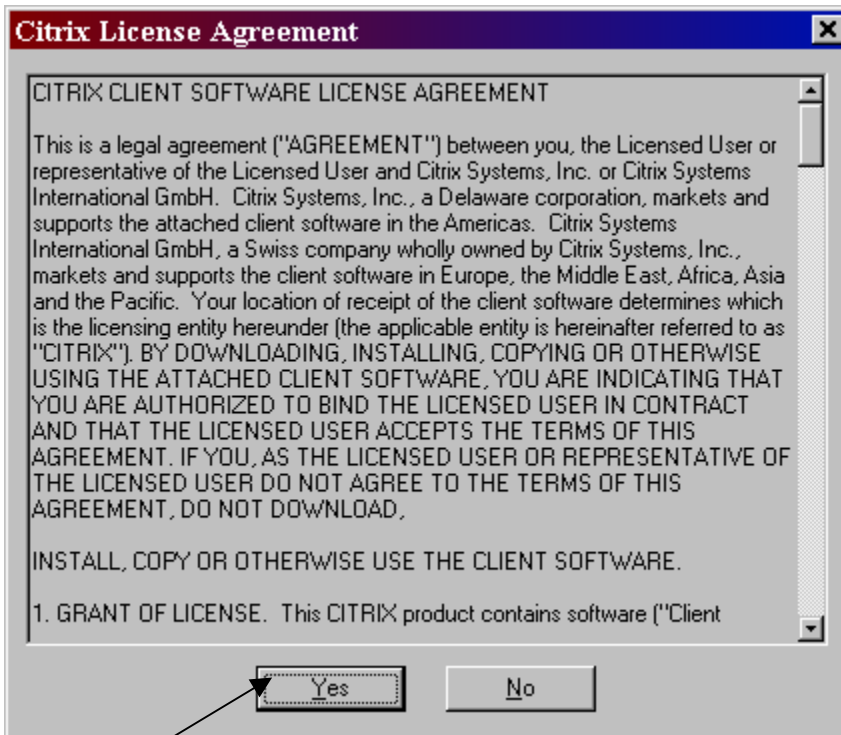 Citrix License Agreement
CITRIX CLIENT SOFTWARE LICENSE AGREEMENT
This is a legal agreement ("AGREEMENT") between you, the Licensed User or
representative of the Licensed User and Citrix Systems, Inc. or Citrix Systems
International GmbH.  Citrix Systems, Inc., a Delaware corporation, markets and
supports the attached client software in the Americas.  Citrix Systems
International GmbH, a Swiss company wholly owned by Citrix Systems, Inc.,
markets and supports the client software in Europe, the Middle East, Africa, Asia
and the Pacific.  Your location of receipt of the client software determines which
is the licensing entity hereunder (the applicable entity is hereinafter referred to as
"CITRIX"). BY DOWNLOADING, INSTALLING, COPYING OR OTHERWISE
USING THE ATTACHED CLIENT SOFTWARE, YOU ARE INDICATING THAT
YOU ARE AUTHORIZED TO BIND THE LICENSED USER IN CONTRACT
AND THAT THE LICENSED USER ACCEPTS THE TERMS OF THIS
AGREEMENT. IF YOU, AS THE LICENSED USER OR REPRESENTATIVE OF
THE LICENSED USER DO NOT AGREE TO THE TERMS OF THIS
AGREEMENT, DO NOT DOWNLOAD,
INSTALL, COPY OR OTHERWISE USE THE CLIENT SOFTWARE.
1. GRANT OF LICENSE.  This CITRIX product contains software ("Client
Yes No